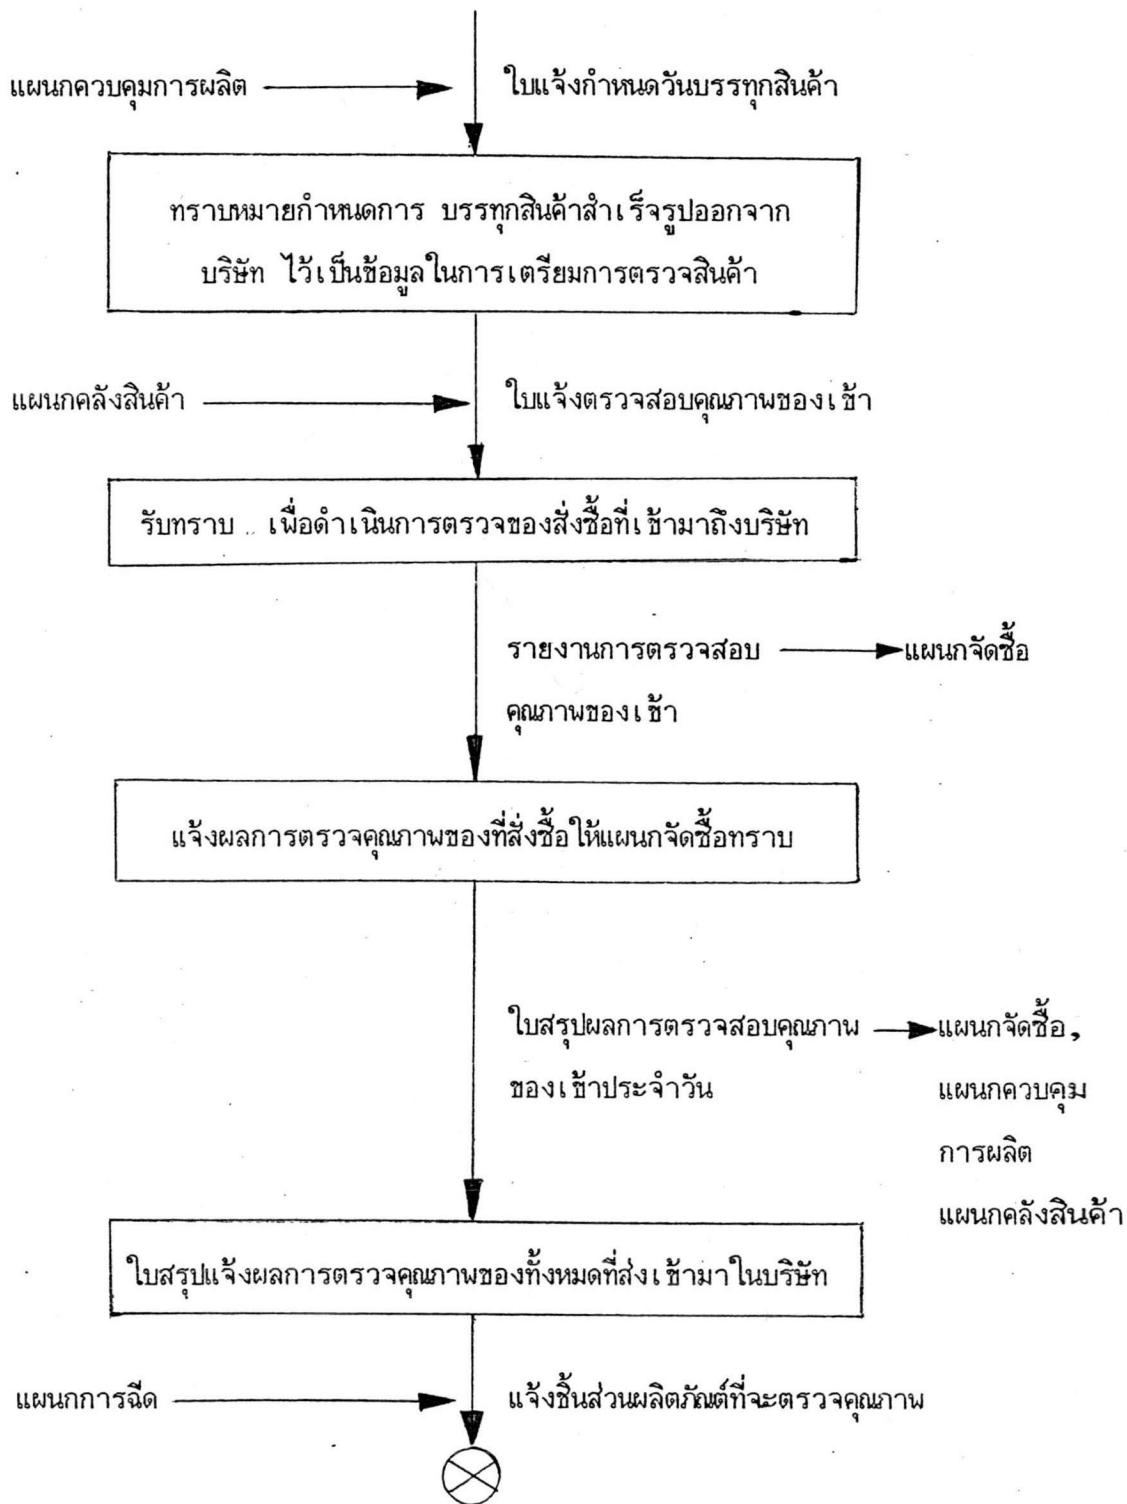 แผนกควบคุมการผลิต ใบแจ้งกำหนดวันบรรทุกสินค้า
ทราบหมายกำหนดการ บรรทุกสินค้าสำเร็จรูปออกจาก
บริษัท ไว้เป็นข้อมูลในการเตรียมการตรวจสินค้า
แผนกคลังสินค้า ใบแจ้งตรวจสอบคุณภาพของเข้า
รับทราบ เพื่อดำเนินการตรวจของสั่งซื้อที่เข้ามาถึงบริษัท
รายงานการตรวจสอบ แผนกจัดซื้อ
คุณภาพของเข้า
แจ้งผลการตรวจคุณภาพของที่สั่งซื้อให้แผนกจัดซื้อทราบ
ใบสรุปผลการตรวจสอบคุณภาพ แผนกจัดซื้อ,
ของเข้าประจำวัน แผนกควบคุม
การผลิต
แผนกคลังสินค้า
ใบสรุปแจ้งผลการตรวจคุณภาพของทั้งหมดที่ส่งเข้ามาในบริษัท
แผนกการฉีด แจ้งชิ้นส่วนผลิตภัณต์ที่จะตรวจคุณภาพ